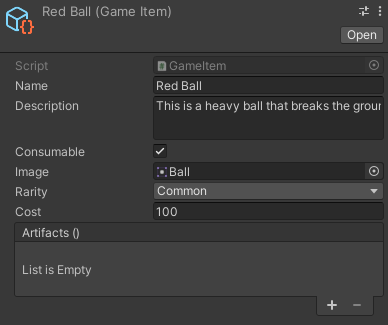 Red Ball (Game Item)
Open
Script GameItem
Name Red Ball
Description This is a heavy ball that breaks the
Consumable
Image Ball
Rarity Common
Cost 100
Artifacts ()
List is Empty